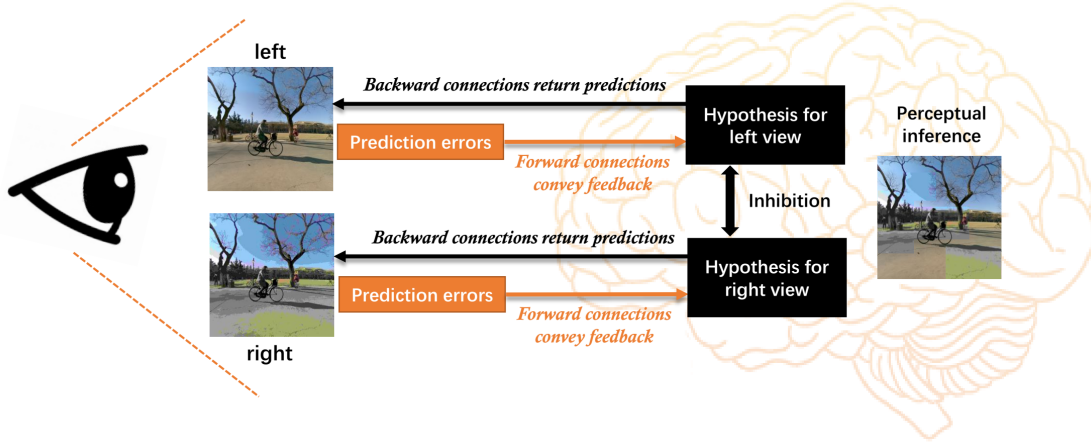 left
Backward connections return predictions
Prediction errors
Forward connections
convey feedback
Hypothesis for
left view
Perceptual
inference
Inhibition
Backward connections return predictions
Prediction errors
Forward connections
convey feedback
Hypothesis for
right view
right